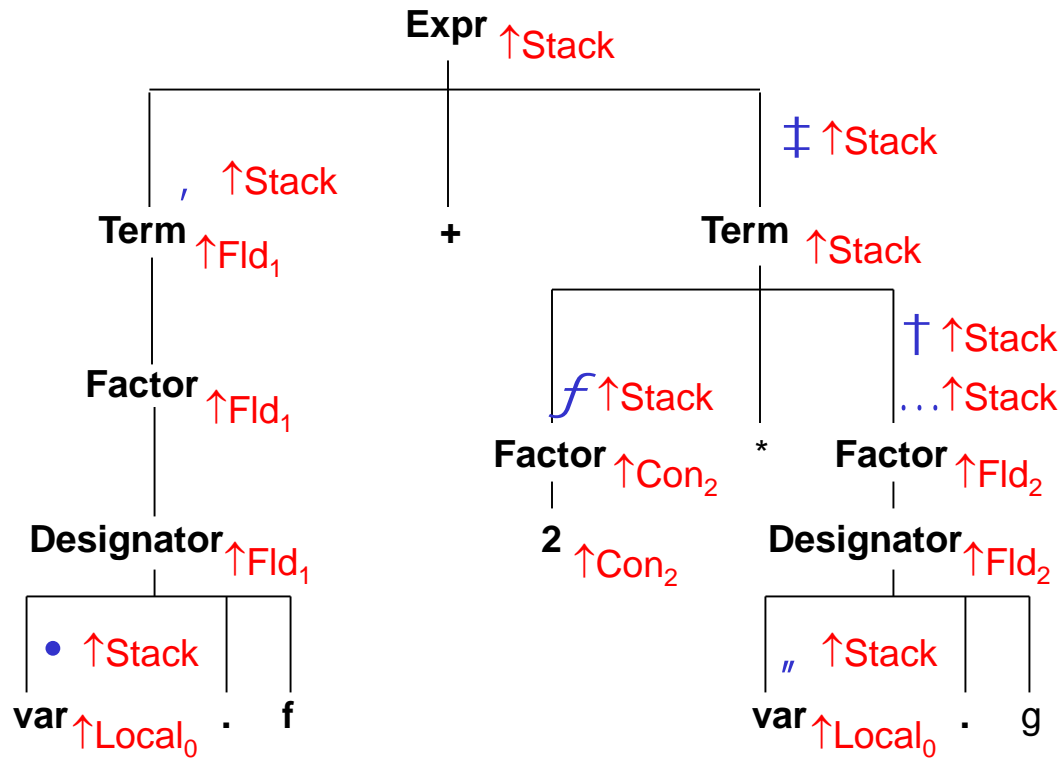 Expr ↑Stack
‡ ↑Stack
‚ ↑Stack
Term ↑Fld₁ + Term ↑Stack
† ↑Stack
Factor ↑Fld₁ ƒ ↑Stack … ↑Stack
Factor ↑Con₂ * Factor ↑Fld₂
Designator ↑Fld₁ 2 ↑Con₂ Designator ↑Fld₂
• ↑Stack „ ↑Stack
var ↑Local₀ . f var ↑Local₀ . g